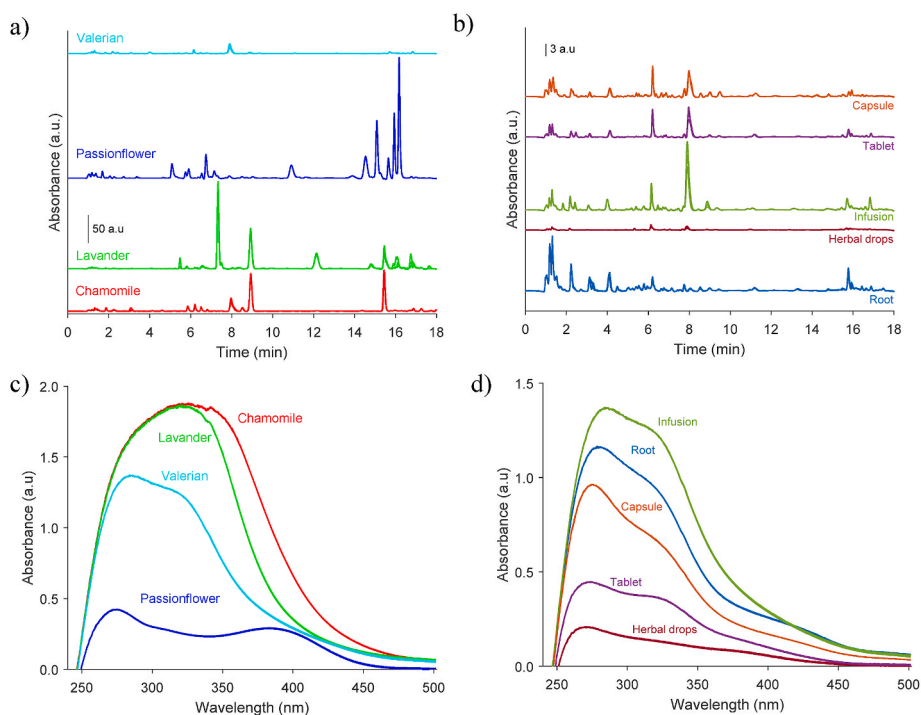 a)
Valerian
Passionflower
50 a.u
Lavander
Chamomile
Absorbance (a.u.)
0 2 4 6 8 10 12 14 16 18
Time (min)
b)
3 a.u
Capsule
Tablet
Infusion
Herbal drops
Root
Absorbance (a.u.)
0 2 4 6 8 10 12 14 16 18
Time (min)
c)
2.0
1.5
1.0
0.5
0.0
Absorbance (a.u)
Chamomile
Lavander
Valerian
Passionflower
250 300 350 400 450 500
Wavelength (nm)
d)
1.5
1.0
0.5
0.0
Absorbance (a.u)
Infusion
Root
Capsule
Tablet
Herbal drops
250 300 350 400 450 500
Wavelength (nm)